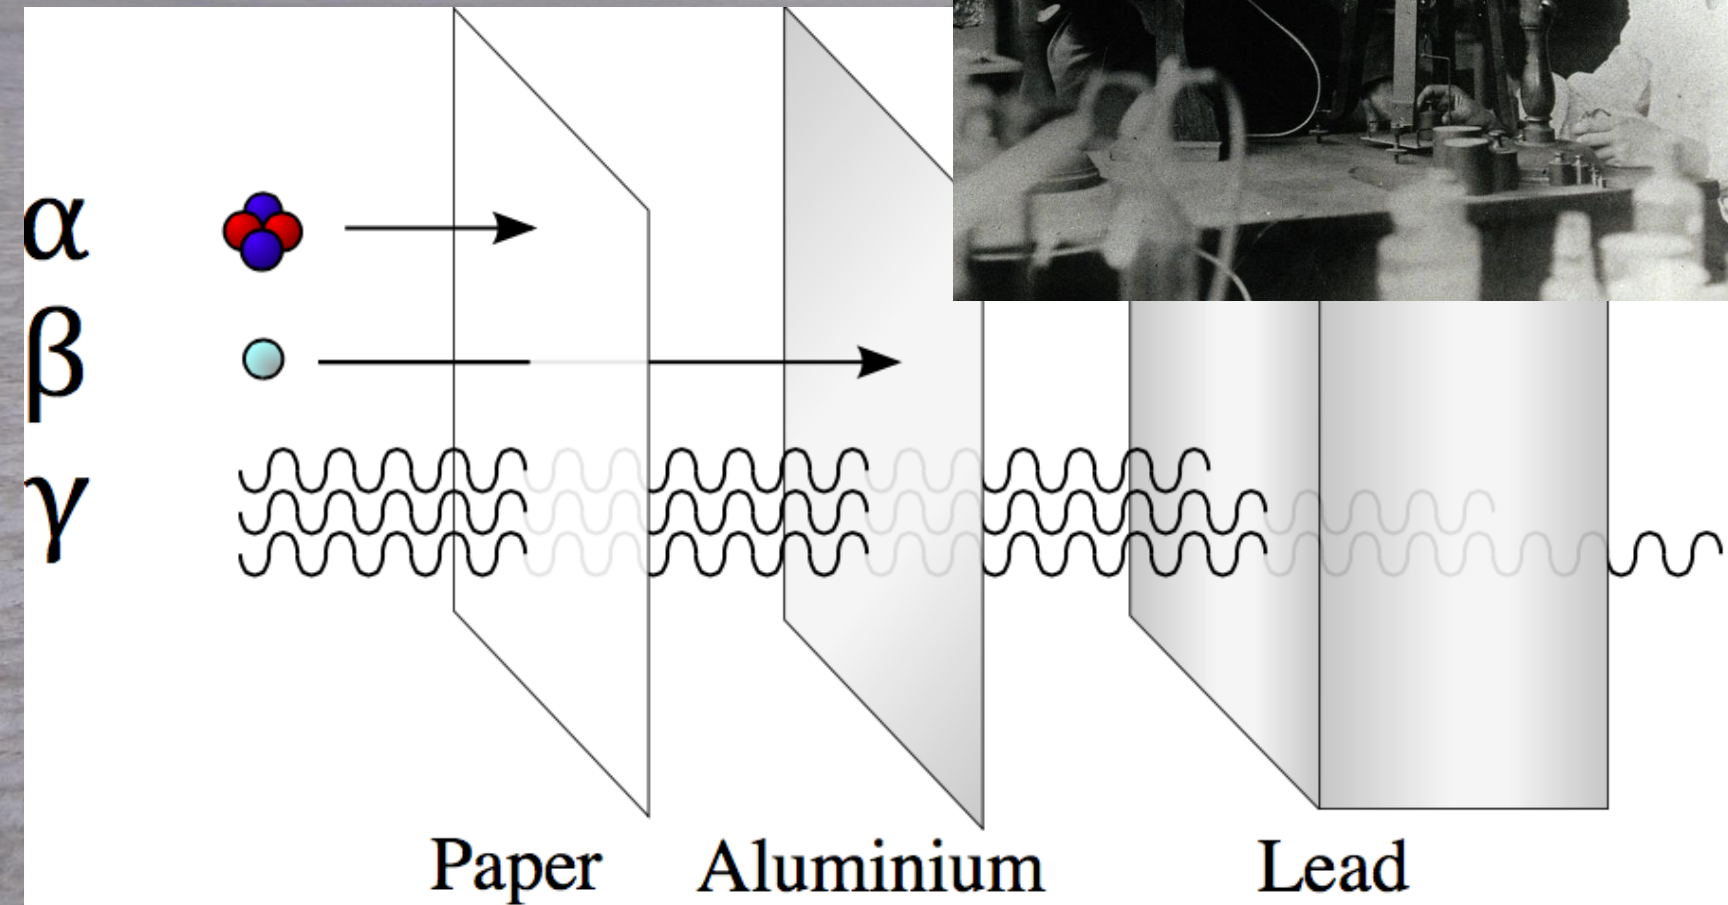 α
β
γ
Paper
Aluminium
Lead